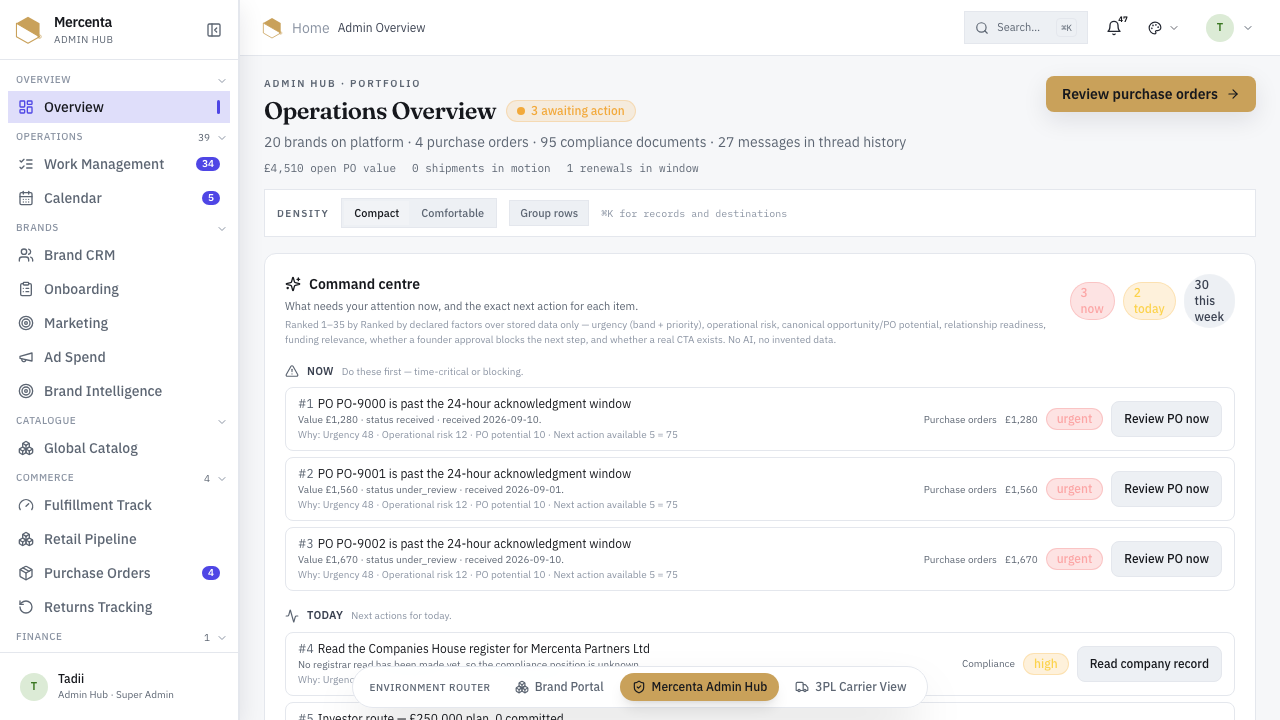 Mercenta
ADMIN HUB
OVERVIEW
Overview
OPERATIONS 39
Work Management 34
Calendar 5
BRANDS
Brand CRM
Onboarding
Marketing
Ad Spend
Brand Intelligence
CATALOGUE
Global Catalog
COMMERCE 4
Fulfillment Track
Retail Pipeline
Purchase Orders 4
Returns Tracking
FINANCE 1
T
Tadii
Admin Hub · Super Admin
Home Admin Overview
Search... ⌘K
47
T
ADMIN HUB · PORTFOLIO
Operations Overview
3 awaiting action
Review purchase orders
20 brands on platform · 4 purchase orders · 95 compliance documents · 27 messages in thread history
£4,510 open PO value 0 shipments in motion 1 renewals in window
DENSITY Compact Comfortable Group rows ⌘K for records and destinations
Command centre
What needs your attention now, and the exact next action for each item.
Ranked 1–35 by Ranked by declared factors over stored data only — urgency (band + priority), operational risk, canonical opportunity/PO potential, relationship readiness,
funding relevance, whether a founder approval blocks the next step, and whether a real CTA exists. No AI, no invented data.
3
now
2
today
30
this
week
NOW Do these first — time-critical or blocking.
#1 PO PO-9000 is past the 24-hour acknowledgment window
Value £1,280 · status received · received 2026-09-10.
Why: Urgency 48 · Operational risk 12 · PO potential 10 · Next action available 5 = 75
Purchase orders £1,280 urgent Review PO now
#2 PO PO-9001 is past the 24-hour acknowledgment window
Value £1,560 · status under_review · received 2026-09-01.
Why: Urgency 48 · Operational risk 12 · PO potential 10 · Next action available 5 = 75
Purchase orders £1,560 urgent Review PO now
#3 PO PO-9002 is past the 24-hour acknowledgment window
Value £1,670 · status under_review · received 2026-09-10.
Why: Urgency 48 · Operational risk 12 · PO potential 10 · Next action available 5 = 75
Purchase orders £1,670 urgent Review PO now
TODAY Next actions for today.
#4 Read the Companies House register for Mercenta Partners Ltd
No registrar read has been made yet, so the compliance position is unknown.
Why: Urgenc
Compliance high Read company record
#5 Investor route — £250,000 plan, 0 committed
ENVIRONMENT ROUTER Brand Portal Mercenta Admin Hub 3PL Carrier View